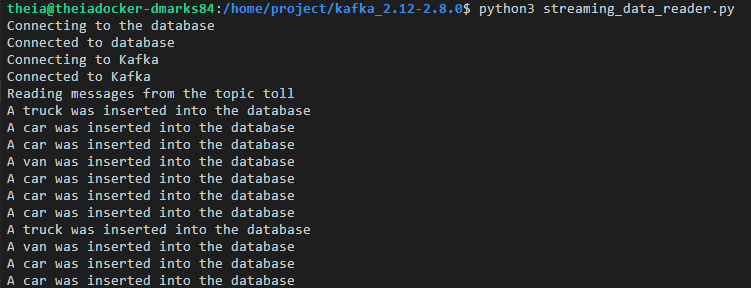 theia@theiadocker-dmarks84:/home/project/kafka_2.12-2.8.0$ python3 streaming_data_reader.py
Connecting to the database
Connected to database
Connecting to Kafka
Connected to Kafka
Reading messages from the topic toll
A truck was inserted into the database
A car was inserted into the database
A car was inserted into the database
A van was inserted into the database
A car was inserted into the database
A car was inserted into the database
A car was inserted into the database
A truck was inserted into the database
A van was inserted into the database
A car was inserted into the database
A car was inserted into the database